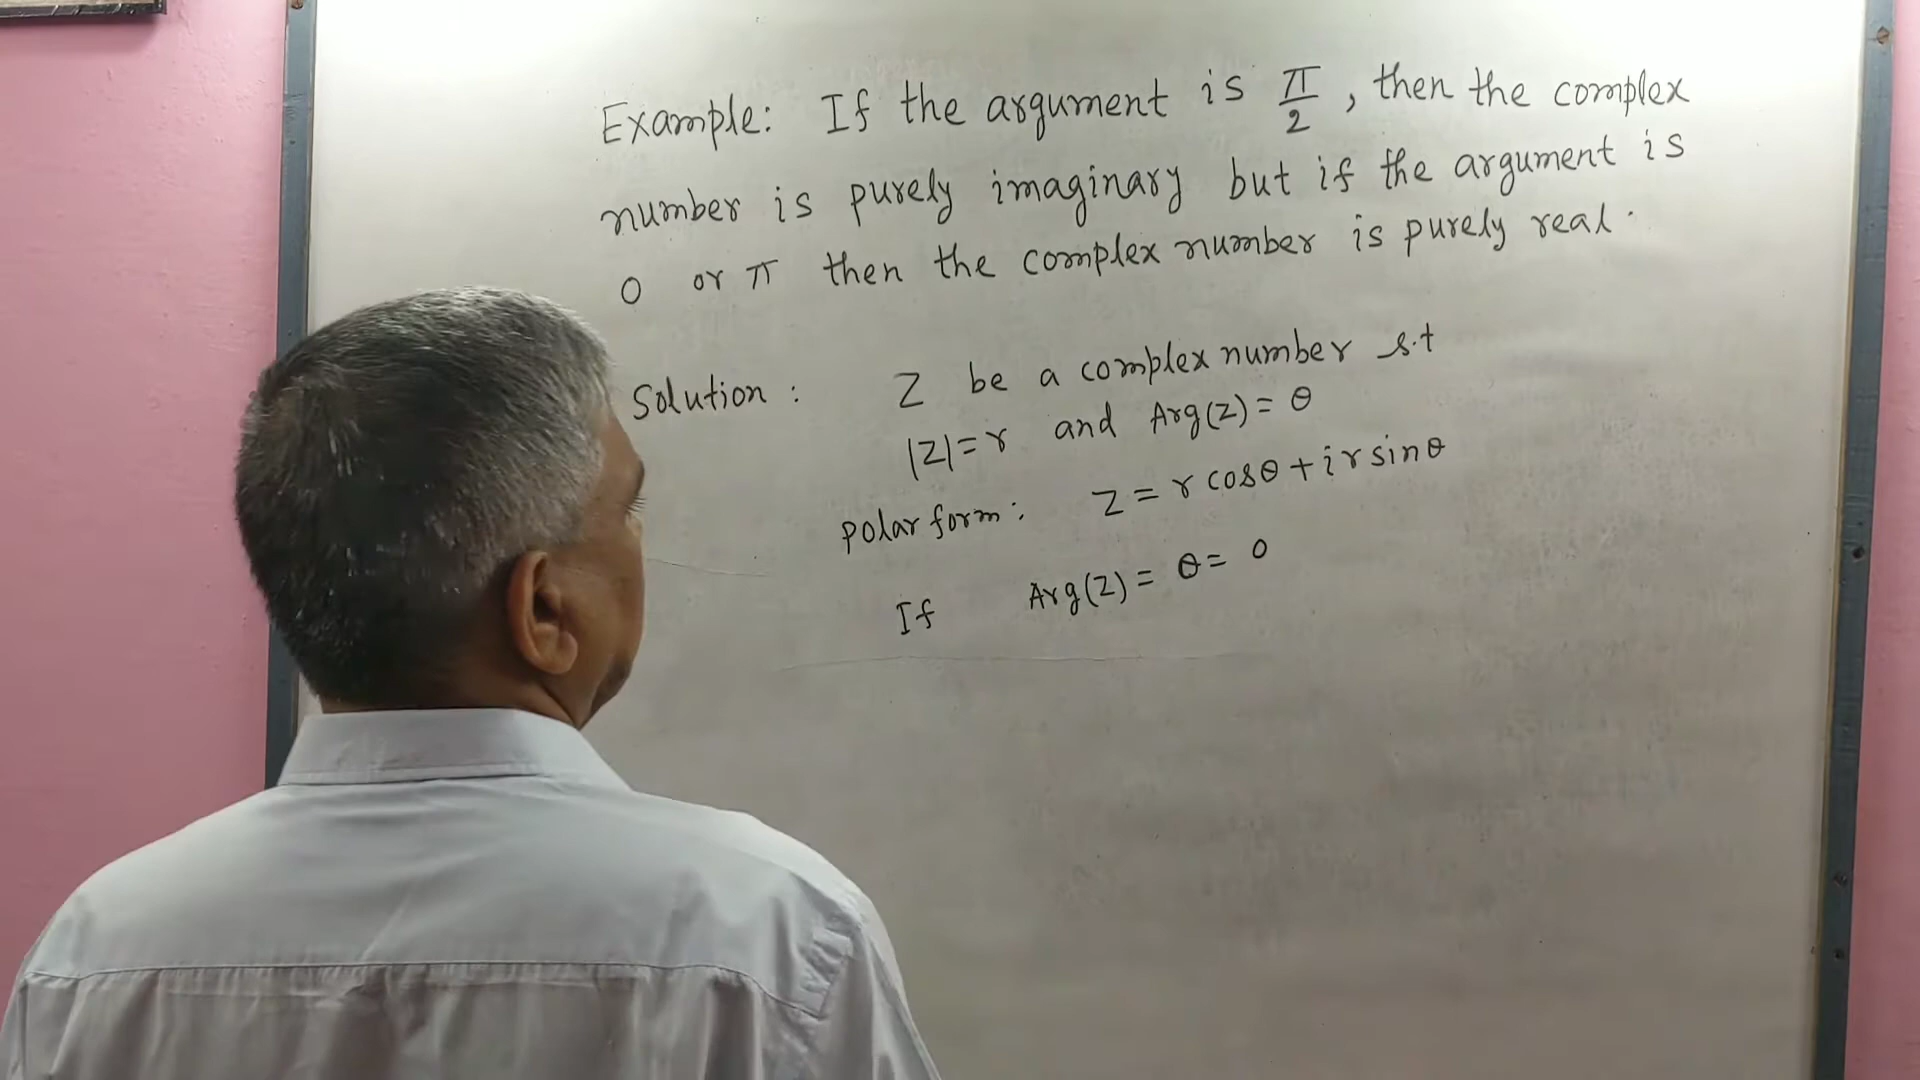 Example: If the argument is π/2, then the complex
number is purely imaginary but if the argument is
0 or π then the complex number is purely real.
Solution: Z be a complex number s.t
|Z|=r and Arg(Z)=θ
polar form: Z=r cosθ+i r sinθ
If Arg(Z)=θ=0